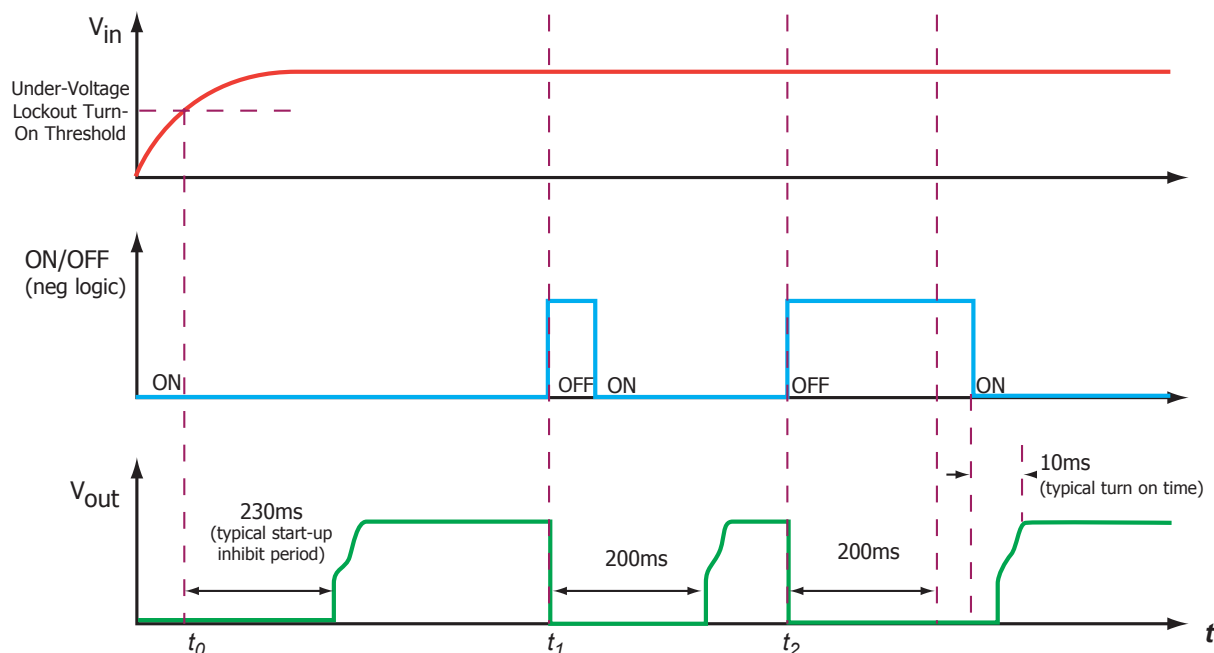 Vin
Under-Voltage
Lockout Turn-
On Threshold
ON/OFF
(neg logic)
ON
OFF
ON
OFF
ON
Vout
230ms
(typical start-up
inhibit period)
200ms
200ms
10ms
(typical turn on time)
t0
t1
t2
t